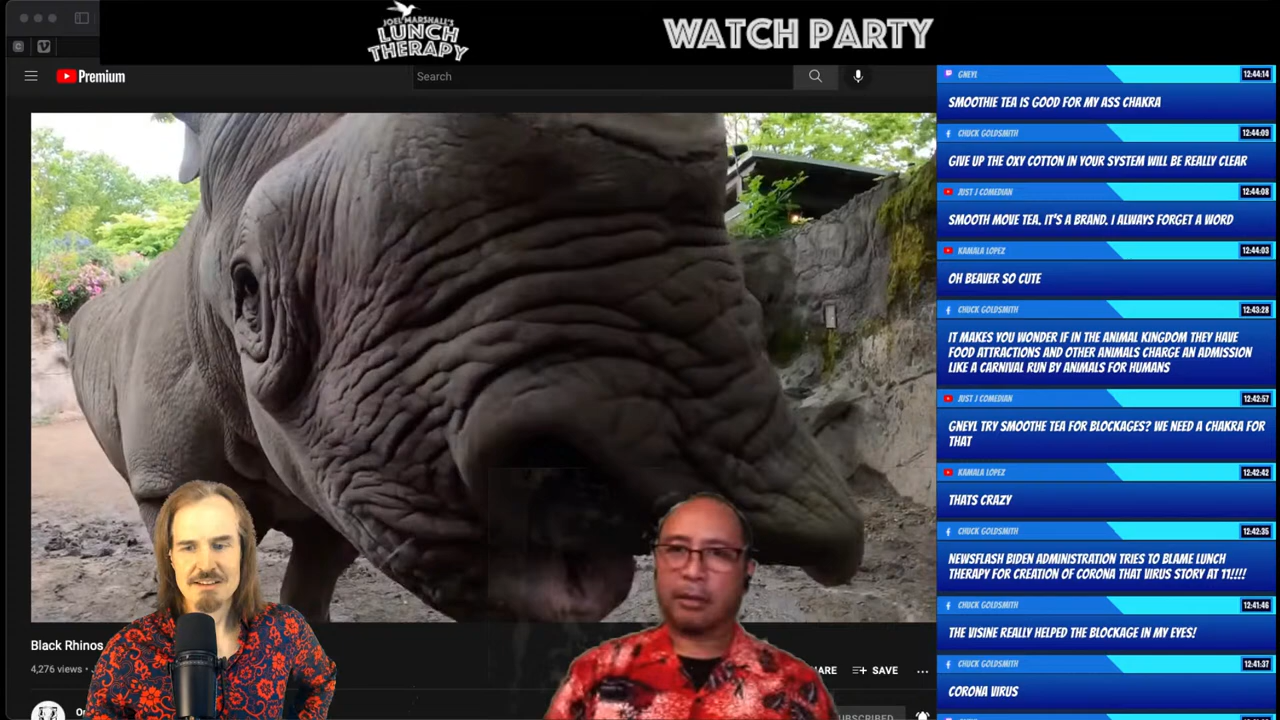 JOEL MARSHALL'S
LUNCH
THERAPY
WATCH PARTY
Premium
Search
Black Rhinos
4,276 views
SAVE
SUBSCRIBED
GNEYL
12:44:14
SMOOTHIE TEA IS GOOD FOR MY ASS CHAKRA
CHUCK GOLDSMITH
12:44:09
GIVE UP THE OXY COTTON IN YOUR SYSTEM WILL BE REALLY CLEAR
JUST J COMEDIAN
12:44:08
SMOOTH MOVE TEA. IT'S A BRAND. I ALWAYS FORGET A WORD
KAMALA LOPEZ
12:44:03
OH BEAVER SO CUTE
CHUCK GOLDSMITH
12:43:28
IT MAKES YOU WONDER IF IN THE ANIMAL KINGDOM THEY HAVE
FOOD ATTRACTIONS AND OTHER ANIMALS CHARGE AN ADMISSION
LIKE A CARNIVAL RUN BY ANIMALS FOR HUMANS
JUST J COMEDIAN
12:42:57
GNEYL TRY SMOOTHE TEA FOR BLOCKAGES? WE NEED A CHAKRA FOR
THAT
KAMALA LOPEZ
12:42:42
THATS CRAZY
CHUCK GOLDSMITH
12:42:35
NEWSFLASH BIDEN ADMINISTRATION TRIES TO BLAME LUNCH
THERAPY FOR CREATION OF CORONA THAT VIRUS STORY AT 11!!!!
CHUCK GOLDSMITH
12:41:46
THE VISINE REALLY HELPED THE BLOCKAGE IN MY EYES!
CHUCK GOLDSMITH
12:41:37
CORONA VIRUS